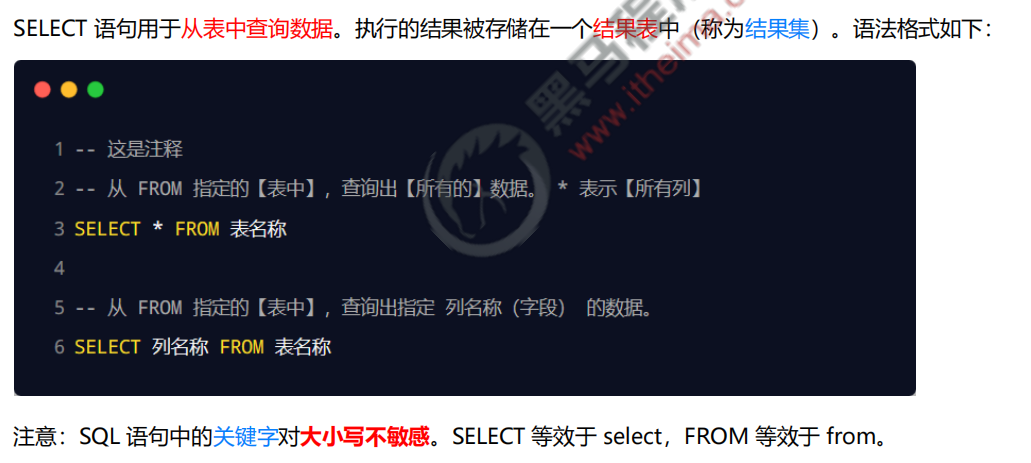 SELECT 语句用于从表中查询数据。执行的结果被存储在一个结果表中（称为结果集）。语法格式如下：
黑马程序员
www.itheima.co
1 -- 这是注释
2 -- 从 FROM 指定的【表中】，查询出【所有的】数据。 * 表示【所有列】
3 SELECT * FROM 表名称
4
5 -- 从 FROM 指定的【表中】，查询出指定 列名称（字段） 的数据。
6 SELECT 列名称 FROM 表名称
注意：SQL 语句中的关键字对大小写不敏感。SELECT 等效于 select，FROM 等效于 from。